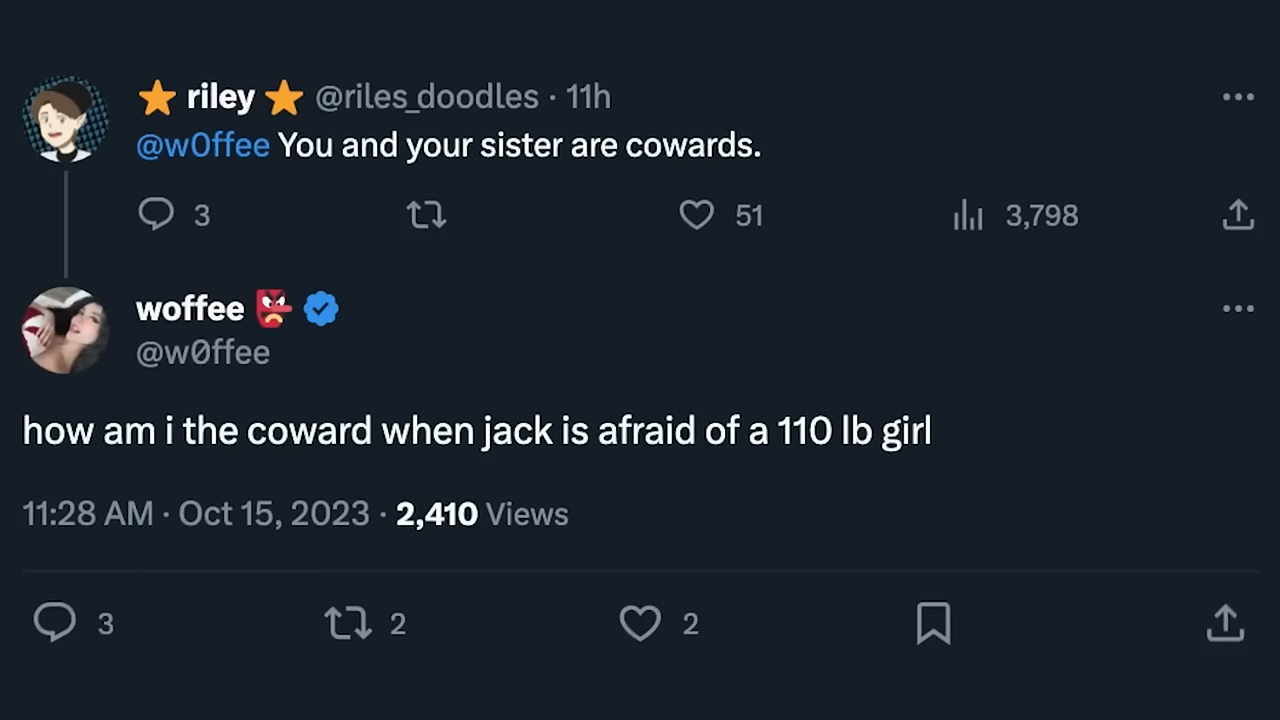 ⭐ riley ⭐ @riles_doodles · 11h
@w0ffee You and your sister are cowards.
3 51 3,798
woffee 👺
@w0ffee
how am i the coward when jack is afraid of a 110 lb girl
11:28 AM · Oct 15, 2023 · 2,410 Views
3 2 2